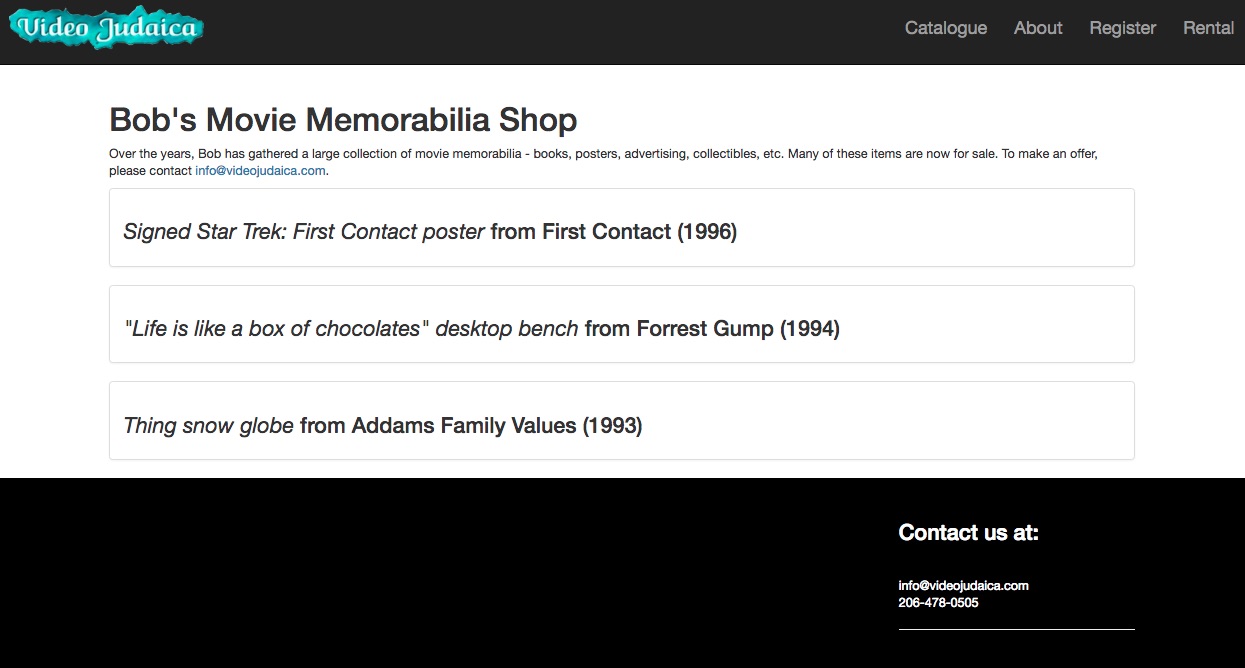 Video Judaica
Catalogue About Register Rental
Bob's Movie Memorabilia Shop
Over the years, Bob has gathered a large collection of movie memorabilia - books, posters, advertising, collectibles, etc. Many of these items are now for sale. To make an offer,
please contact info@videojudaica.com.
Signed Star Trek: First Contact poster from First Contact (1996)
"Life is like a box of chocolates" desktop bench from Forrest Gump (1994)
Thing snow globe from Addams Family Values (1993)
Contact us at:
info@videojudaica.com
206-478-0505